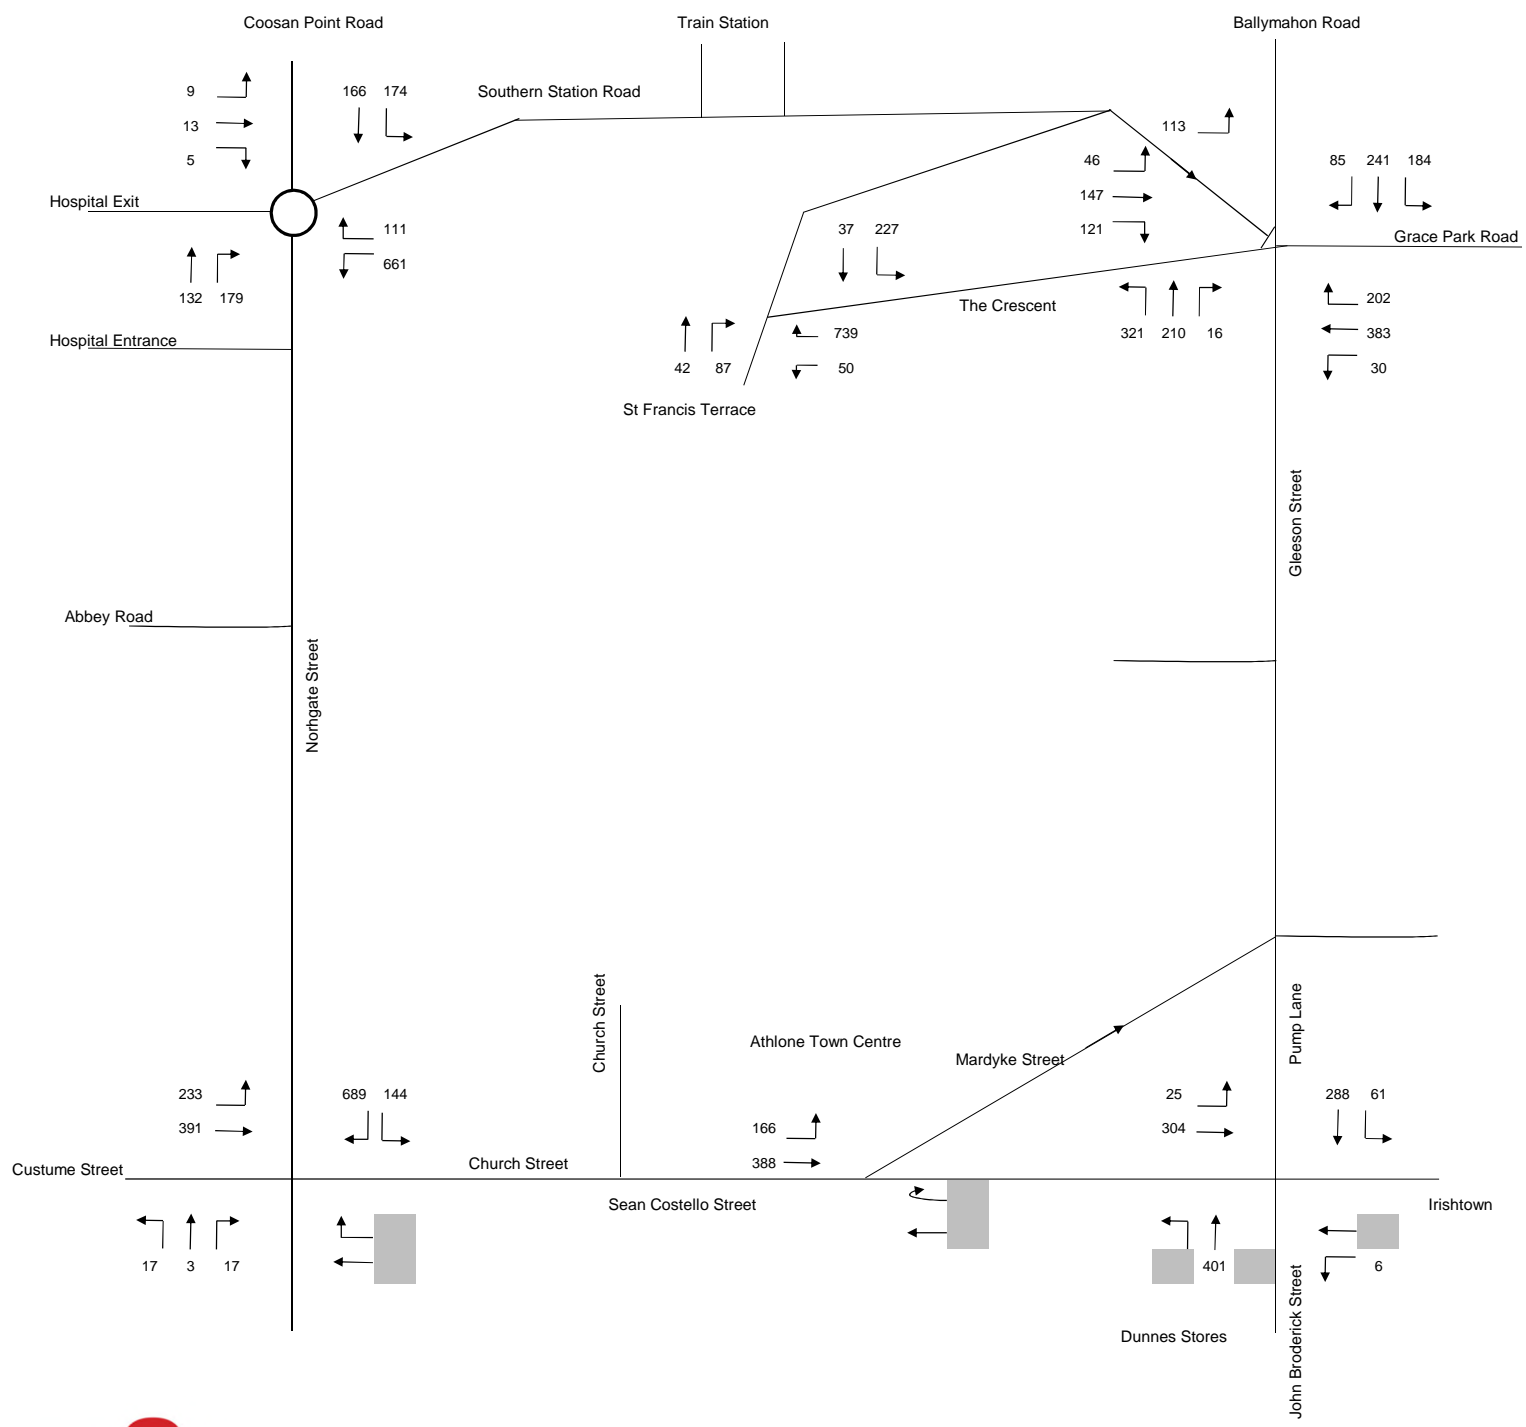 Coosan Point Road
Train Station
Ballymahon Road
9
166 174
Southern Station Road
113
13
46
85 241 184
5
147
Hospital Exit
111
37 227
121
Grace Park Road
661
132 179
The Crescent
202
Hospital Entrance
739
321 210 16
383
42 87
50
30
St Francis Terrace
Gleeson Street
Abbey Road
Norhgate Street
Church Street
Pump Lane
Athlone Town Centre
Mardyke Street
233
689 144
25
288 61
391
166
304
Custume Street
Church Street
388
Sean Costello Street
Irishtown
17 3 17
401
6
John Broderick Street
Dunnes Stores